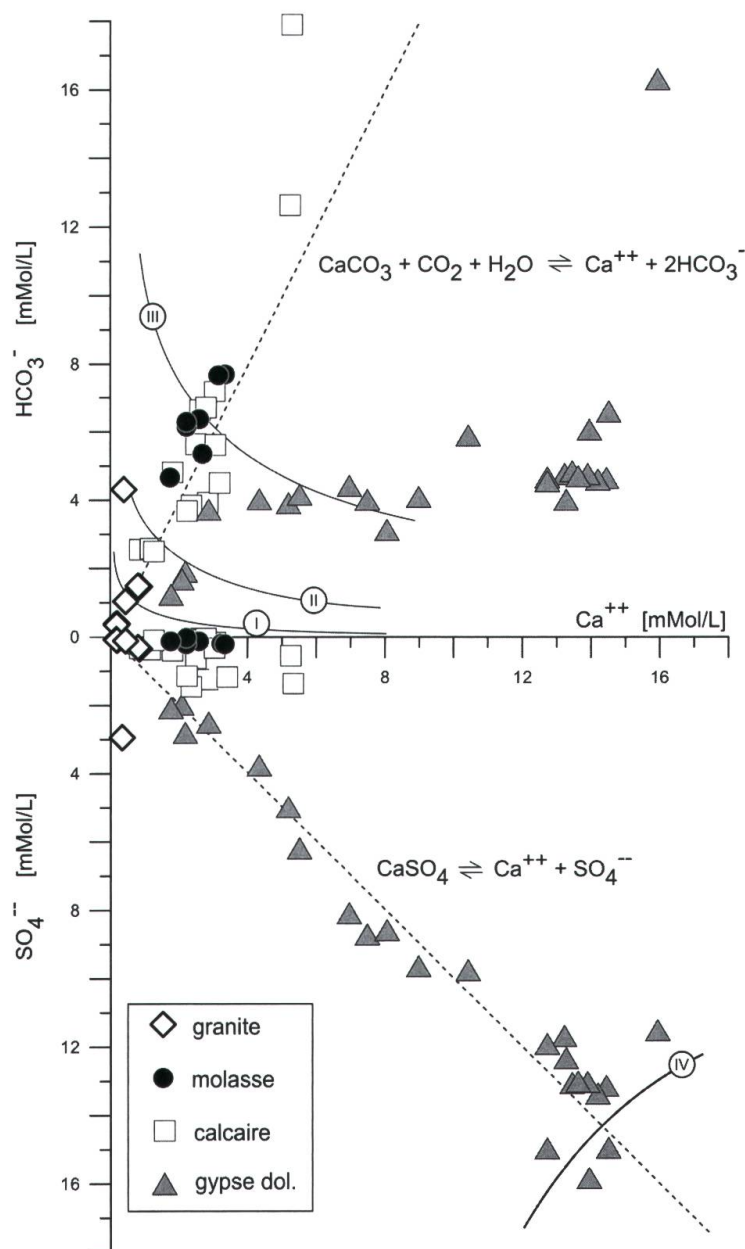 16
12
CaCO3 + CO2 + H2O ⇌ Ca++ + 2HCO3-
III
HCO3- [mMol/L]
8
4
II
I
Ca++ [mMol/L]
0
4
12
16
4
CaSO4 ⇌ Ca++ + SO4--
SO4-- [mMol/L]
8
12
IV
16
granite
molasse
calcaire
gypse dol.